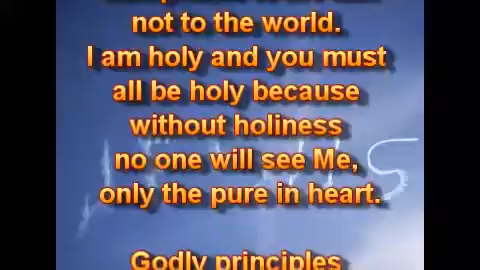 not to the world.
I am holy and you must
all be holy because
without holiness
no one will see Me,
only the pure in heart.
Godly principles